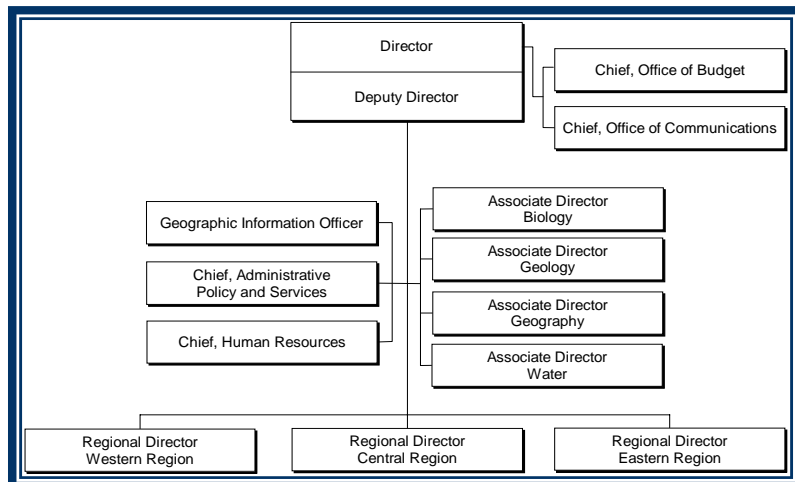 Director
Deputy Director
Chief, Office of Budget
Chief, Office of Communications
Geographic Information Officer
Chief, Administrative
Policy and Services
Chief, Human Resources
Associate Director
Biology
Associate Director
Geology
Associate Director
Geography
Associate Director
Water
Regional Director
Western Region
Regional Director
Central Region
Regional Director
Eastern Region